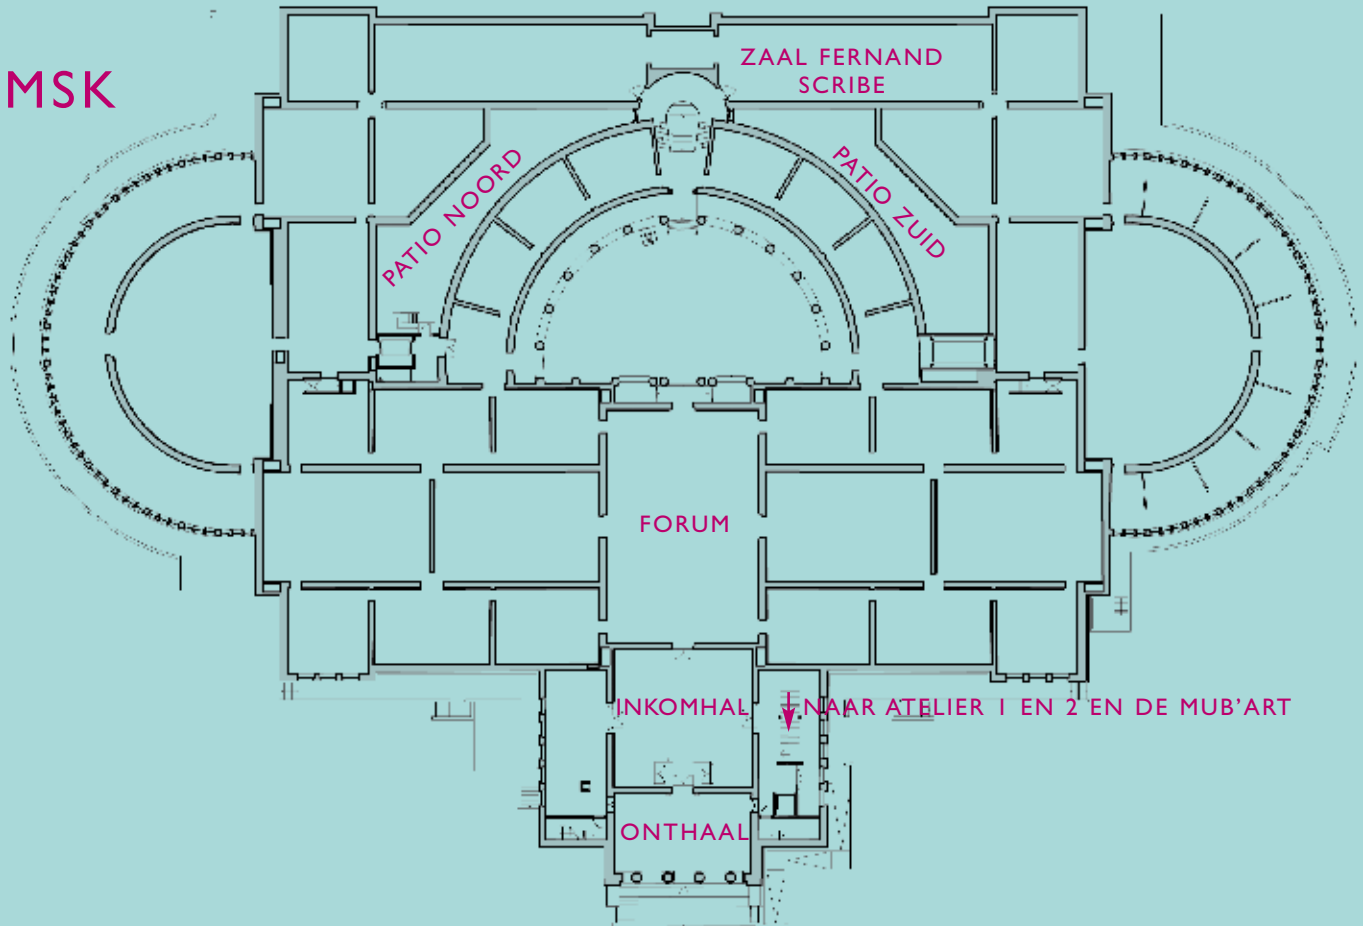 MSK
ZAAL FERNAND
SCRIBE
PATIO NOORD
PATIO ZUID
FORUM
INKOMHAL
NAAR ATELIER 1 EN 2 EN DE MUB’ART
ONTHAAL